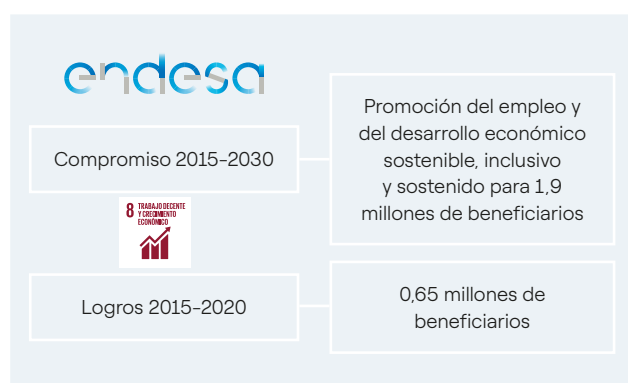 endesa
Compromiso 2015-2030
Promoción del empleo y
del desarrollo económico
sostenible, inclusivo
y sostenido para 1,9
millones de beneficiarios
8 TRABAJO DECENTE
Y CRECIMIENTO
ECONÓMICO
Logros 2015-2020
0,65 millones de
beneficiarios